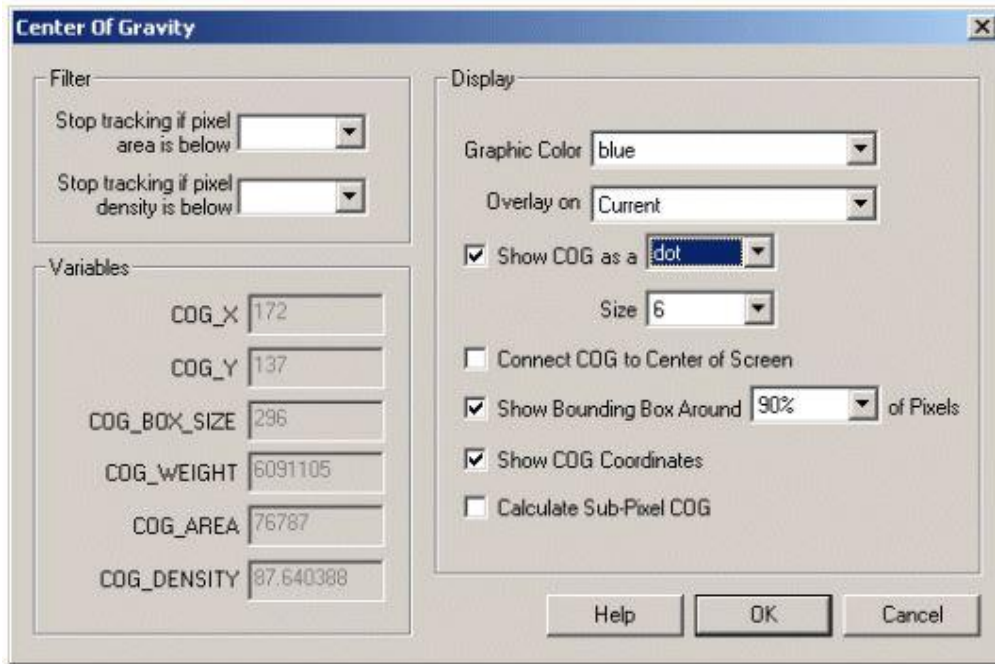 Center Of Gravity
Filter
Stop tracking if pixel
area is below
Stop tracking if pixel
density is below
Variables
COG_X 172
COG_Y 137
COG_BOX_SIZE 296
COG_WEIGHT 6091105
COG_AREA 76787
COG_DENSITY 87.640388
Display
Graphic Color blue
Overlay on Current
Show COG as a dot
Size 6
Connect COG to Center of Screen
Show Bounding Box Around 90% of Pixels
Show COG Coordinates
Calculate Sub-Pixel COG
Help OK Cancel